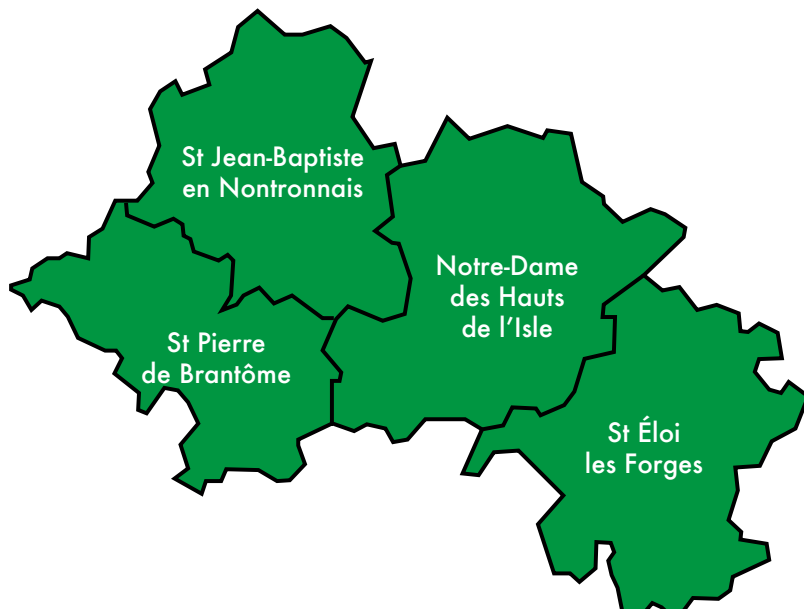 St Jean-Baptiste
en Nontronnais
Notre-Dame
des Hauts
de l'Isle
St Pierre
de Brantôme
St Éloi
les Forges